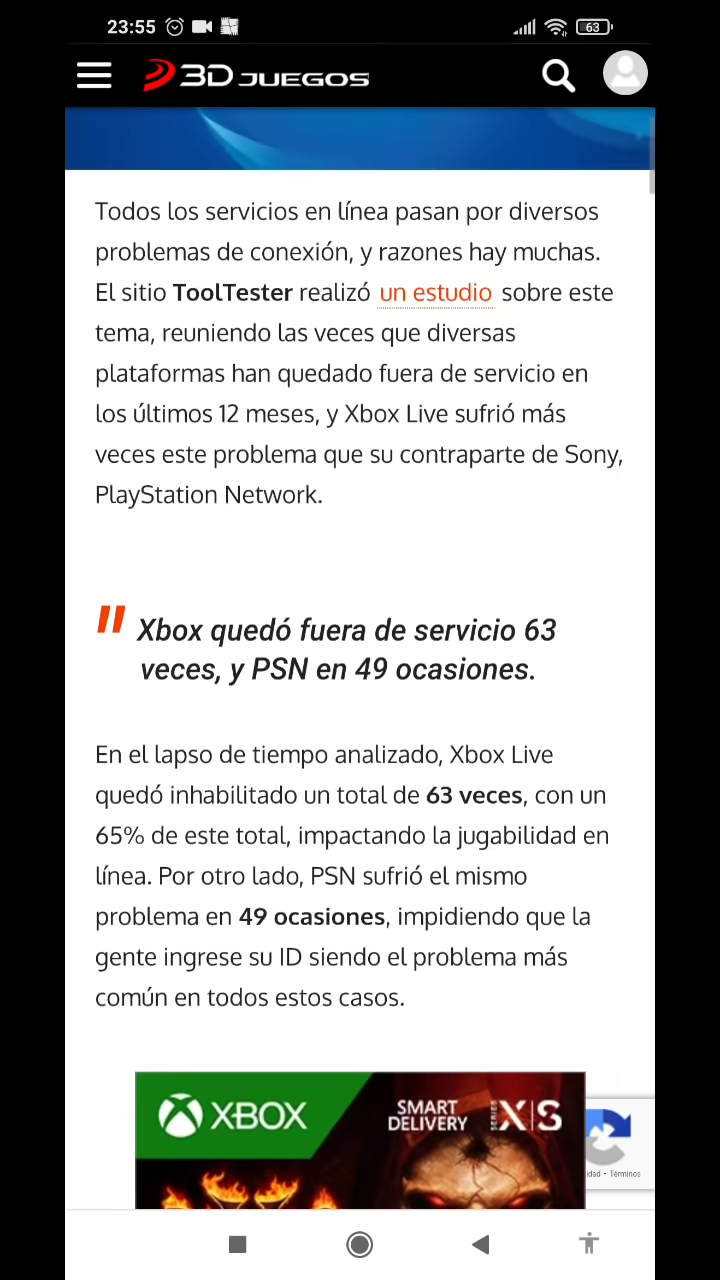 23:55
63
3D JUEGOS
Todos los servicios en línea pasan por diversos
problemas de conexión, y razones hay muchas.
El sitio ToolTester realizó un estudio sobre este
tema, reuniendo las veces que diversas
plataformas han quedado fuera de servicio en
los últimos 12 meses, y Xbox Live sufrió más
veces este problema que su contraparte de Sony,
PlayStation Network.
" Xbox quedó fuera de servicio 63
veces, y PSN en 49 ocasiones.
En el lapso de tiempo analizado, Xbox Live
quedó inhabilitado un total de 63 veces, con un
65% de este total, impactando la jugabilidad en
línea. Por otro lado, PSN sufrió el mismo
problema en 49 ocasiones, impidiendo que la
gente ingrese su ID siendo el problema más
común en todos estos casos.
XBOX
SMART
DELIVERY
SERIES X|S
idad • Términos